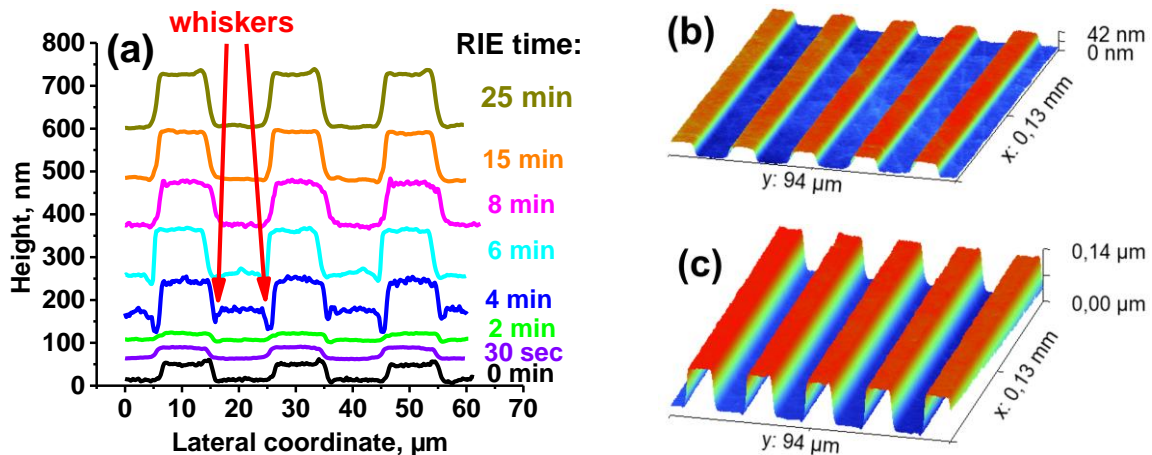 whiskers
(a)
RIE time:
800
700
600
500
400
300
200
100
0
Height, nm
25 min
15 min
8 min
6 min
4 min
2 min
30 sec
0 min
0 10 20 30 40 50 60 70
Lateral coordinate, µm
(b)
42 nm
0 nm
x: 0,13 mm
y: 94 µm
(c)
0,14 µm
0,00 µm
x: 0,13 mm
y: 94 µm